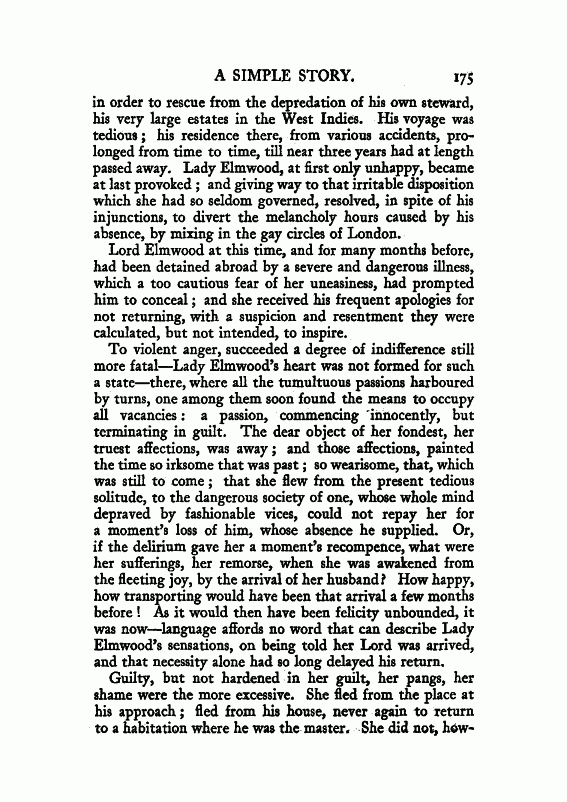 A SIMPLE STORY. 175
in order to rescue from the depredation of his own steward,
his very large estates in the West Indies. His voyage was
tedious; his residence there, from various accidents, pro-
longed from time to time, till near three years had at length
passed away. Lady Elmwood, at first only unhappy, became
at last provoked; and giving way to that irritable disposition
which she had so seldom governed, resolved, in spite of his
injunctions, to divert the melancholy hours caused by his
absence, by mixing in the gay circles of London.
Lord Elmwood at this time, and for many months before,
had been detained abroad by a severe and dangerous illness,
which a too cautious fear of her uneasiness, had prompted
him to conceal; and she received his frequent apologies for
not returning, with a suspicion and resentment they were
calculated, but not intended, to inspire.
To violent anger, succeeded a degree of indifference still
more fatal—Lady Elmwood's heart was not formed for such
a state—there, where all the tumultuous passions harboured
by turns, one among them soon found the means to occupy
all vacancies: a passion, commencing innocently, but
terminating in guilt. The dear object of her fondest, her
truest affections, was away; and those affections, painted
the time so irksome that was past; so wearisome, that, which
was still to come; that she flew from the present tedious
solitude, to the dangerous society of one, whose whole mind
depraved by fashionable vices, could not repay her for
a moment's loss of him, whose absence he supplied. Or,
if the delirium gave her a moment's recompence, what were
her sufferings, her remorse, when she was awakened from
the fleeting joy, by the arrival of her husband? How happy,
how transporting would have been that arrival a few months
before! As it would then have been felicity unbounded, it
was now—language affords no word that can describe Lady
Elmwood's sensations, on being told her Lord was arrived,
and that necessity alone had so long delayed his return.
Guilty, but not hardened in her guilt, her pangs, her
shame were the more excessive. She fled from the place at
his approach; fled from his house, never again to return
to a habitation where he was the master. She did not, how-